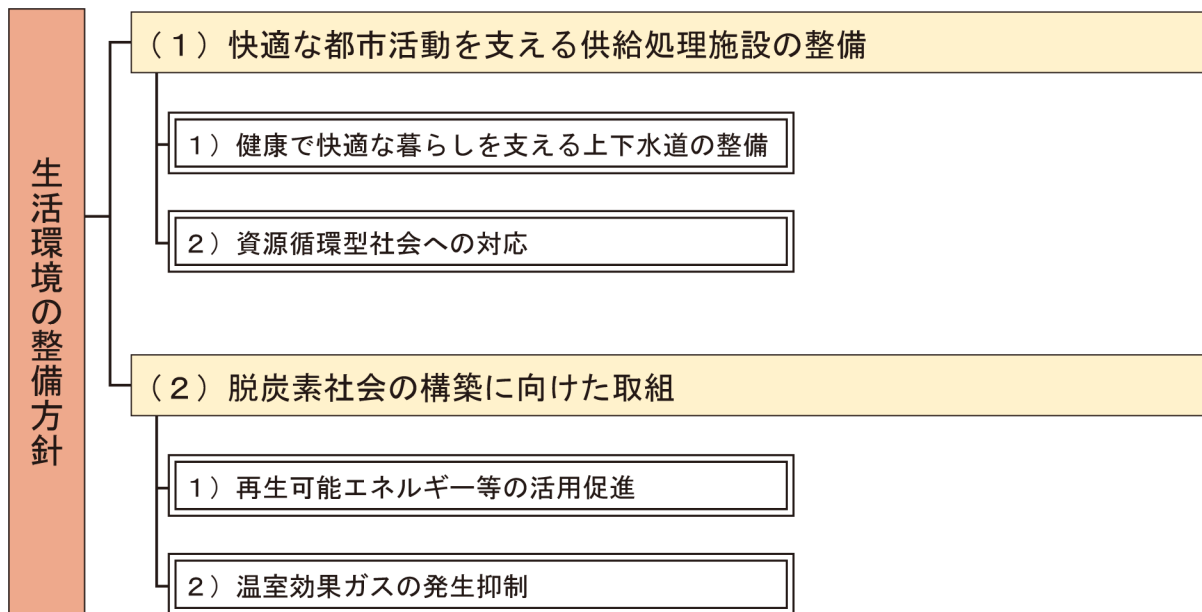 生活環境の整備方針
（１）快適な都市活動を支える供給処理施設の整備
１）健康で快適な暮らしを支える上下水道の整備
２）資源循環型社会への対応
（２）脱炭素社会の構築に向けた取組
１）再生可能エネルギー等の活用促進
２）温室効果ガスの発生抑制